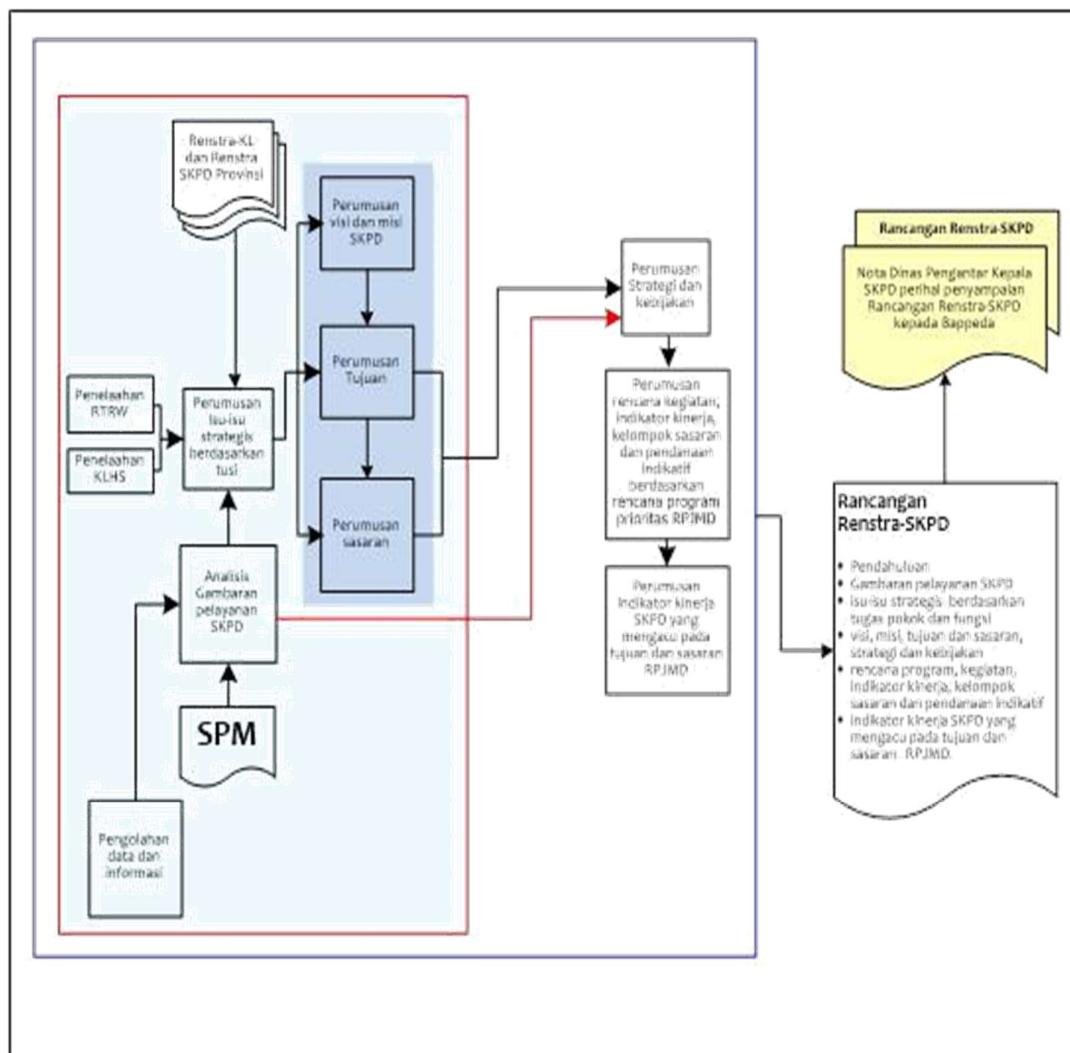 Renstra-KL
dan Renstra
SKPD Provinsi
Perumusan
visi dan misi
SKPD
Perumusan
Tujuan
Perumusan
sasaran
Penelaahan
RTRW
Penelaahan
KLHS
Perumusan
Isu-isu
strategis
berdasarkan
tusi
Analisis
Gambaran
pelayanan
SKPD
SPM
Pengolahan
data dan
informasi
Perumusan
Strategi dan
kebijakan
Perumusan
rencana kegiatan,
indikator kinerja,
kelompok sasaran
dan pendanaan
indikatif
berdasarkan
rencana program
prioritas RPJMD
Perumusan
indikator kinerja
SKPD yang
mengacu pada
tujuan dan sasaran
RPJMD
Rancangan Renstra-SKPD
Nota Dinas Pengantar Kepala
SKPD perihal penyampaian
Rancangan Renstra-SKPD
kepada Bappeda
Rancangan
Renstra-SKPD
• Pendahuluan
• Gambaran pelayanan SKPD
• isu-isu strategis berdasarkan
tugas pokok dan fungsi
• visi, misi, tujuan dan sasaran,
strategi dan kebijakan
• rencana program, kegiatan,
indikator kinerja, kelompok
sasaran dan pendanaan indikatif
• indikator kinerja SKPD yang
mengacu pada tujuan dan
sasaran RPJMD.